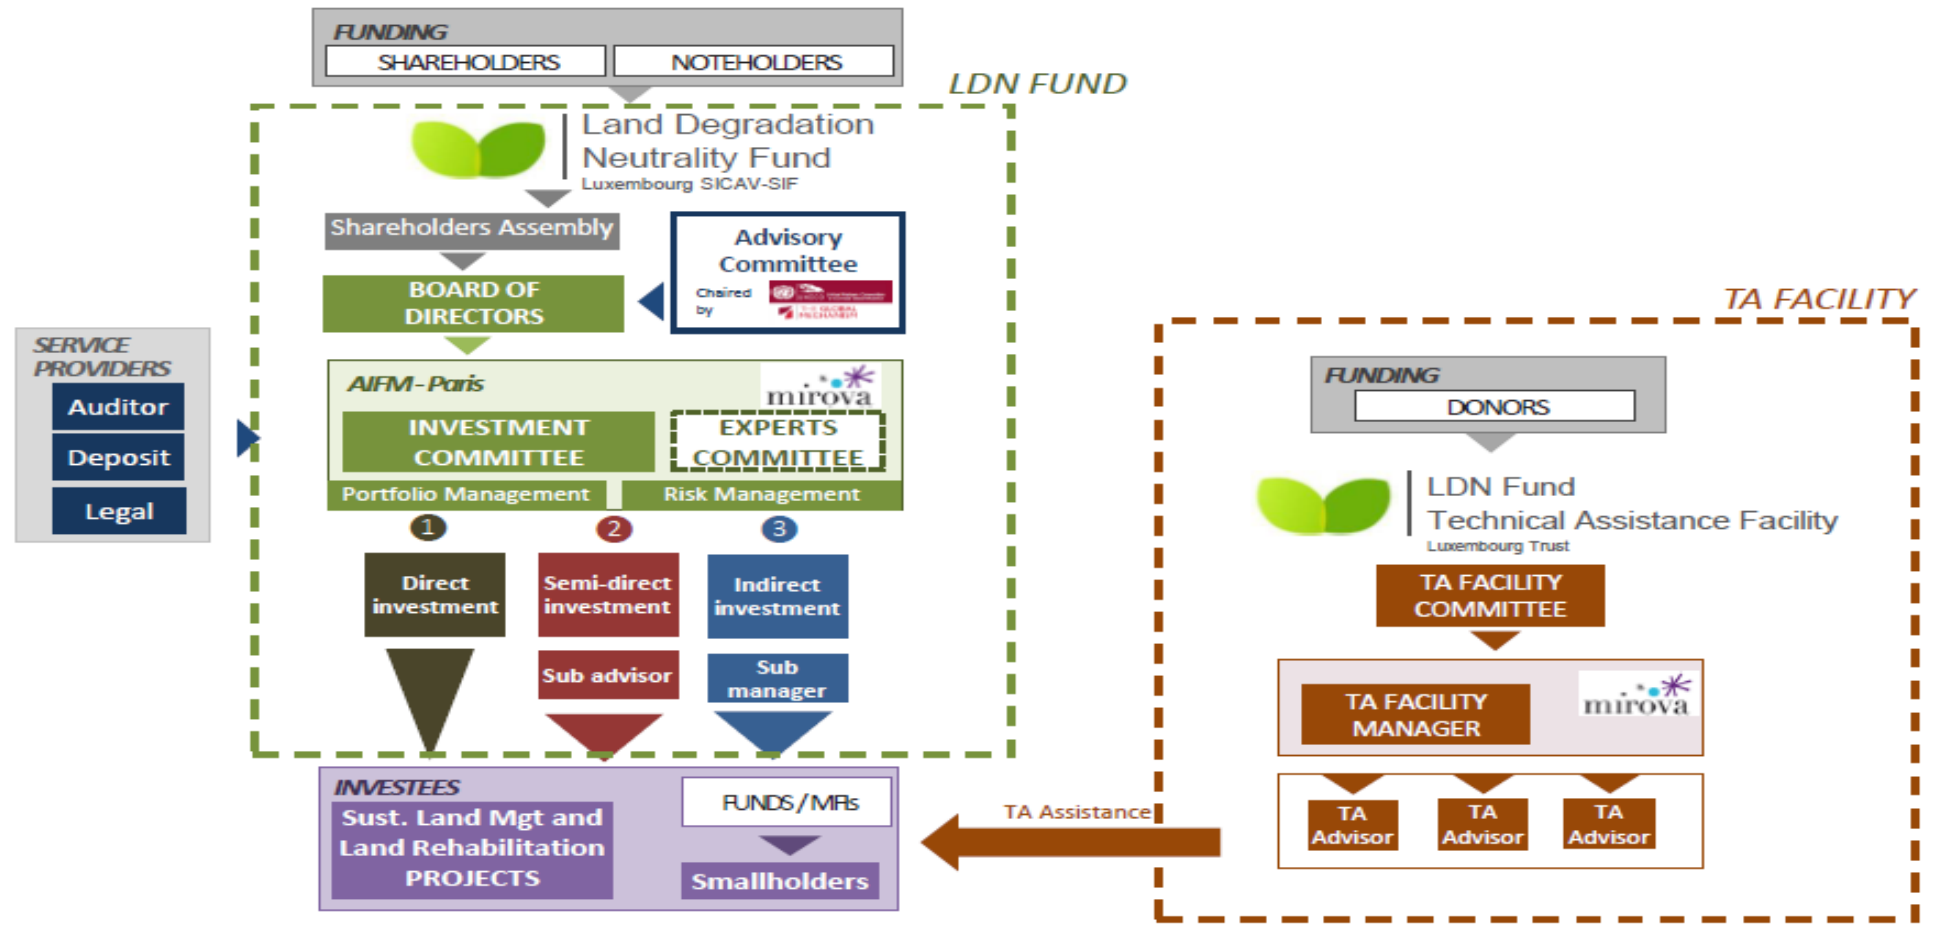 FUNDING
SHAREHOLDERS
NOTEHOLDERS
LDN FUND
Land Degradation
Neutrality Fund
Luxembourg SICAV-SIF
Shareholders Assembly
Advisory
Committee
Chaired
by
THE GLOBAL
MECHANISM
BOARD OF
DIRECTORS
SERVICE
PROVIDERS
Auditor
Deposit
Legal
AIFM - Paris
mirova
INVESTMENT
COMMITTEE
EXPERTS
COMMITTEE
Portfolio Management
Risk Management
1
2
3
Direct
investment
Semi-direct
investment
Indirect
investment
Sub advisor
Sub
manager
INVESTEES
Sust. Land Mgt and
Land Rehabilitation
PROJECTS
FUNDS / MFIs
Smallholders
TA Assistance
TA FACILITY
FUNDING
DONORS
LDN Fund
Technical Assistance Facility
Luxembourg Trust
TA FACILITY
COMMITTEE
TA FACILITY
MANAGER
mirova
TA
Advisor
TA
Advisor
TA
Advisor